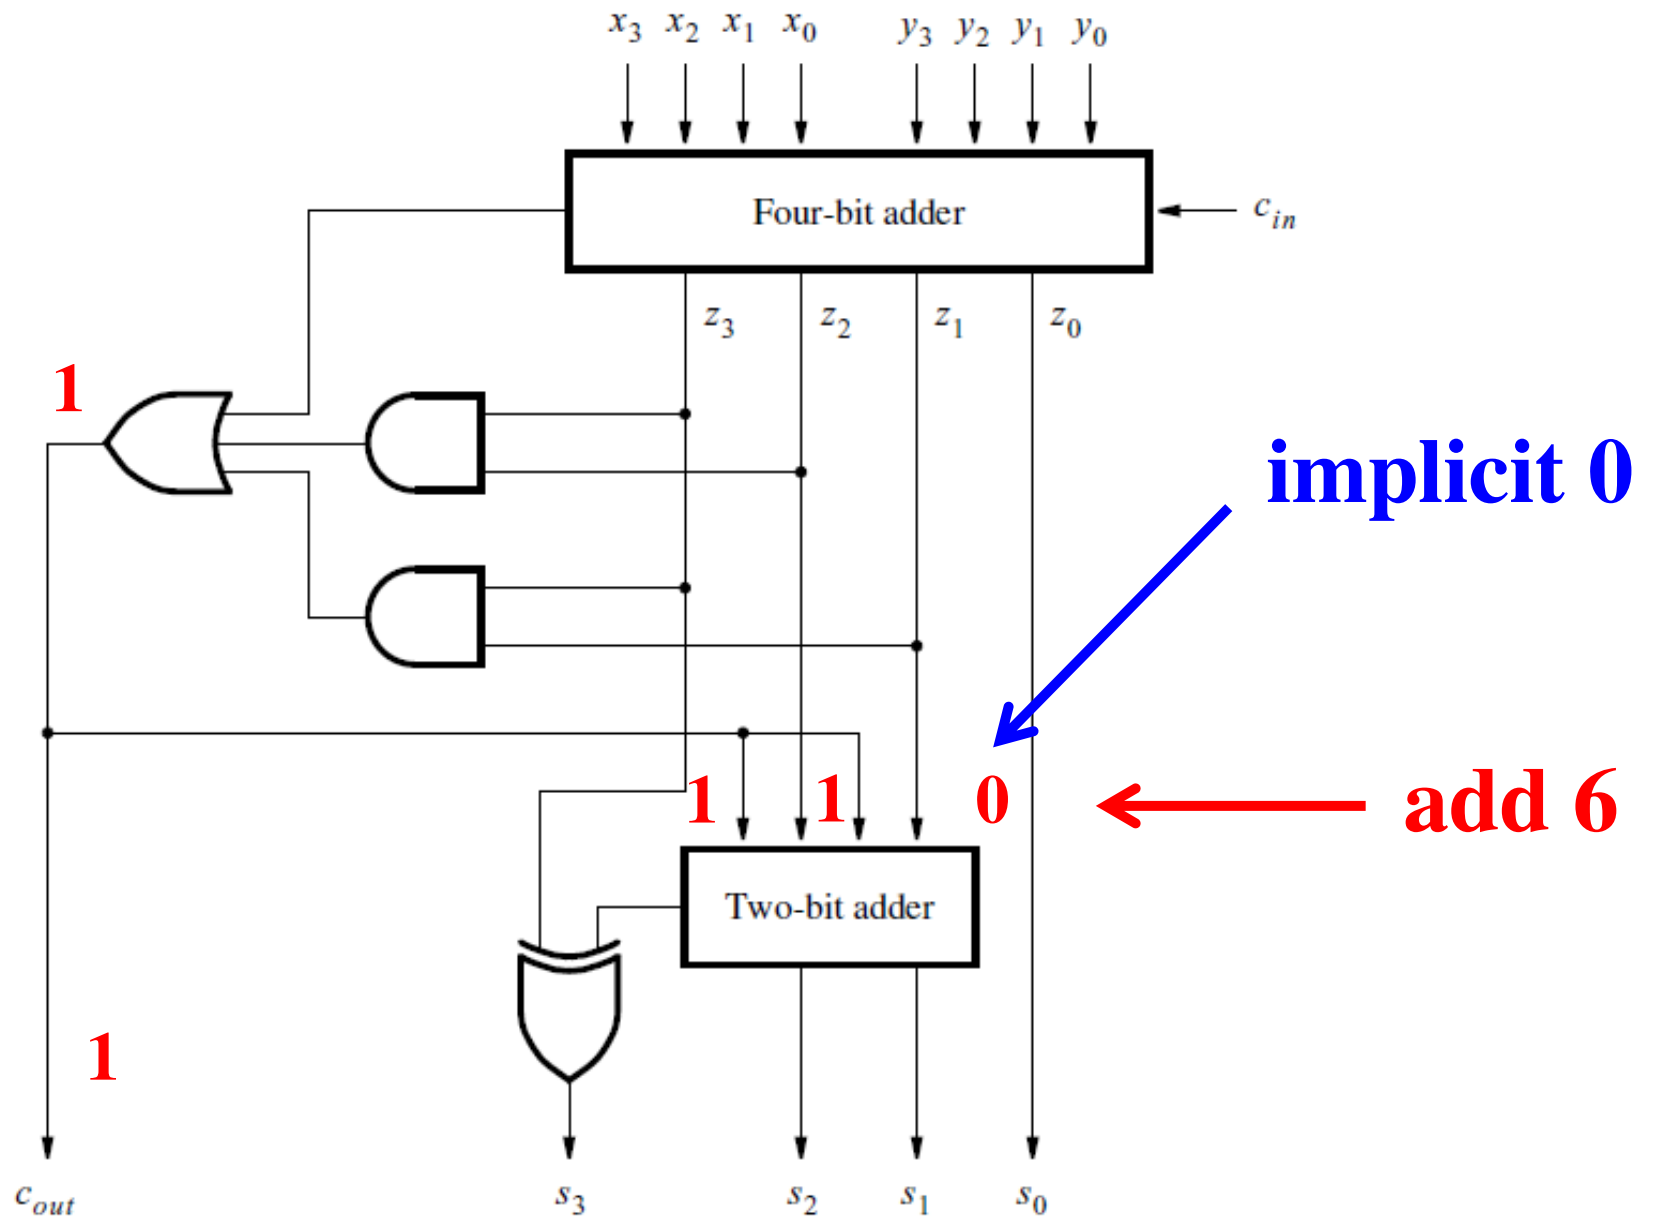 x3 x2 x1 x0 y3 y2 y1 y0
Four-bit adder
cin
z3 z2 z1 z0
1
implicit 0
1 1 0
add 6
Two-bit adder
1
cout s3 s2 s1 s0